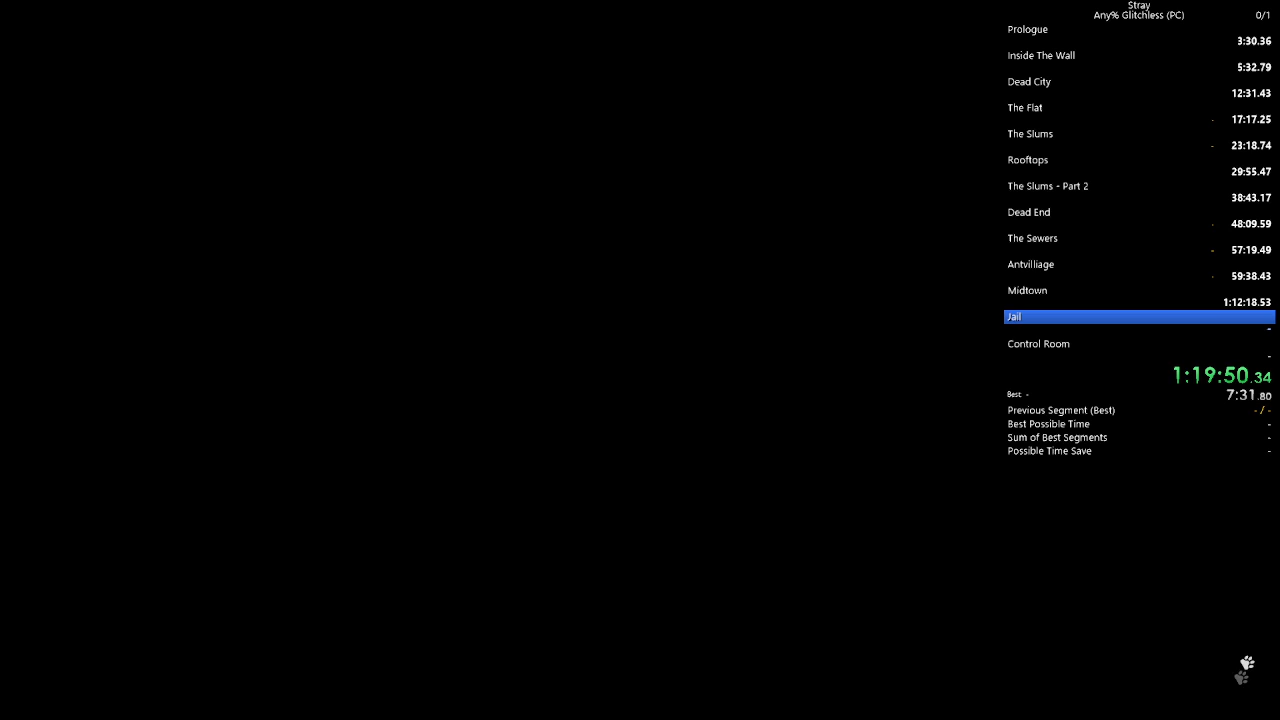 Stray
Any% Glitchless (PC) 0/1
Prologue
3:30.36
Inside The Wall
5:32.79
Dead City
12:31.43
The Flat
- 17:17.25
The Slums
- 23:18.74
Rooftops
29:55.47
The Slums - Part 2
38:43.17
Dead End
- 48:09.59
The Sewers
- 57:19.49
Antvilliage
- 59:38.43
Midtown
1:12:18.53
Jail
-
Control Room
-
1:19:50.34
Best: - 7:31.80
Previous Segment (Best) - / -
Best Possible Time -
Sum of Best Segments -
Possible Time Save -